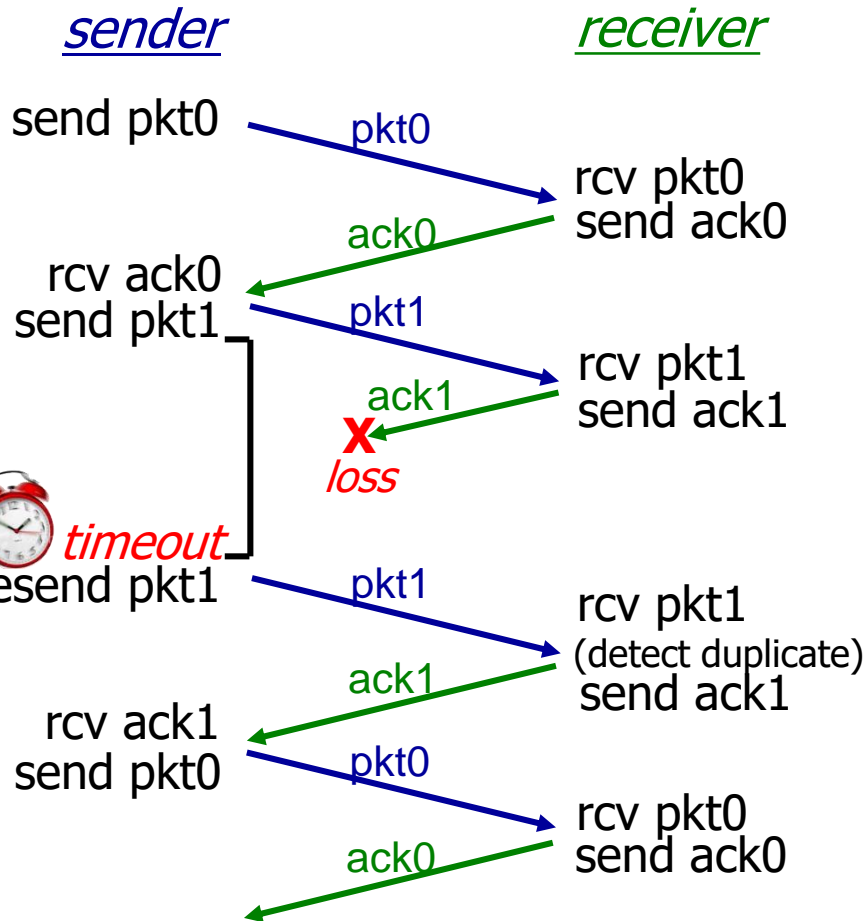 sender
receiver
send pkt0
pkt0
rcv pkt0
send ack0
ack0
rcv ack0
send pkt1
pkt1
rcv pkt1
send ack1
ack1
X
loss
timeout
esend pkt1
pkt1
rcv pkt1
(detect duplicate)
send ack1
ack1
rcv ack1
send pkt0
pkt0
rcv pkt0
send ack0
ack0